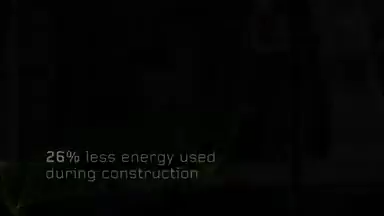 26% less energy used
during construction